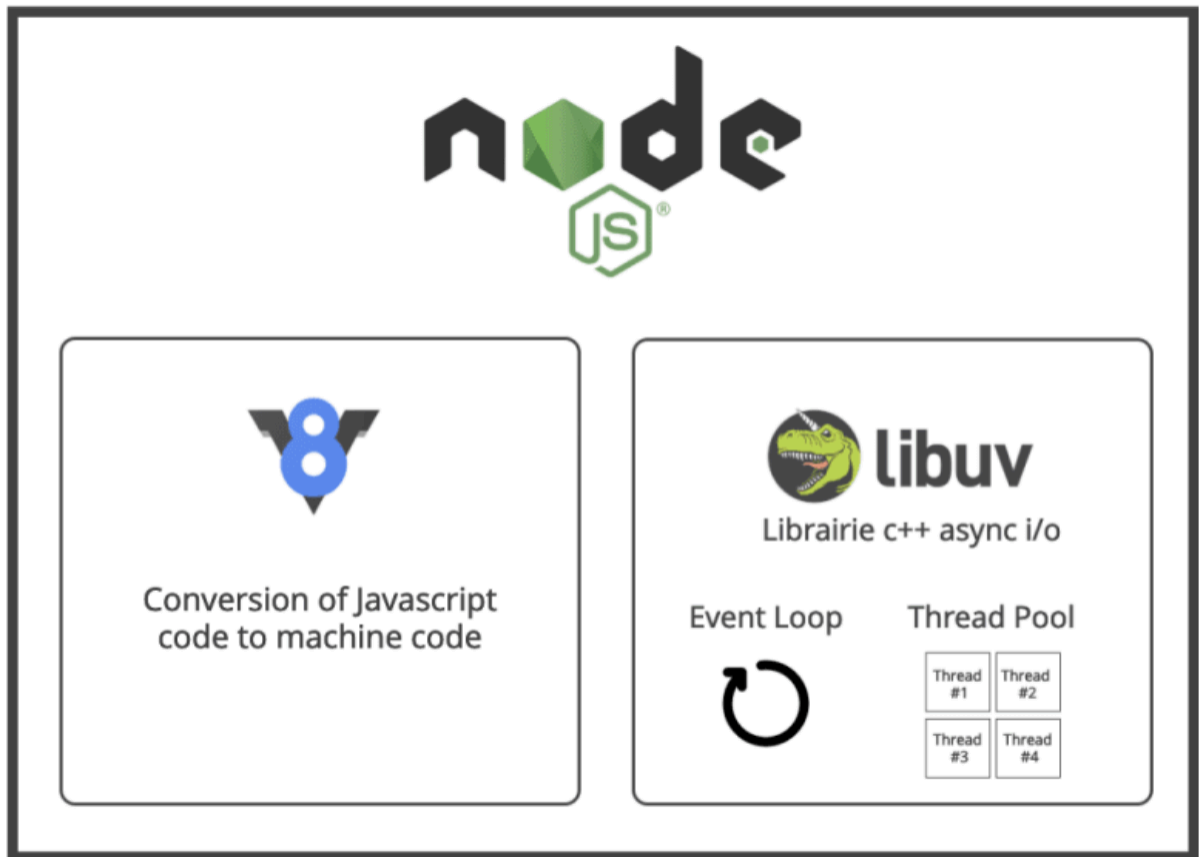 node
JS®
V8
Conversion of Javascript
code to machine code
libuv
Librairie c++ async i/o
Event Loop
Thread Pool
Thread
#1
Thread
#2
Thread
#3
Thread
#4